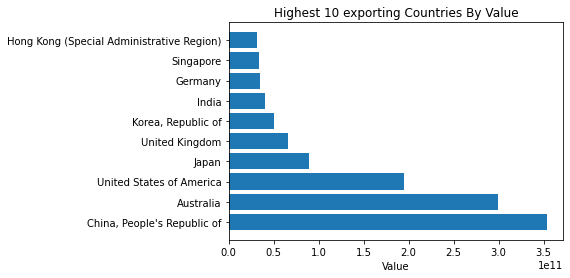 Highest 10 exporting Countries By Value
Hong Kong (Special Administrative Region)
Singapore
Germany
India
Korea, Republic of
United Kingdom
Japan
United States of America
Australia
China, People's Republic of
0.0 0.5 1.0 1.5 2.0 2.5 3.0 3.5
1e11
Value